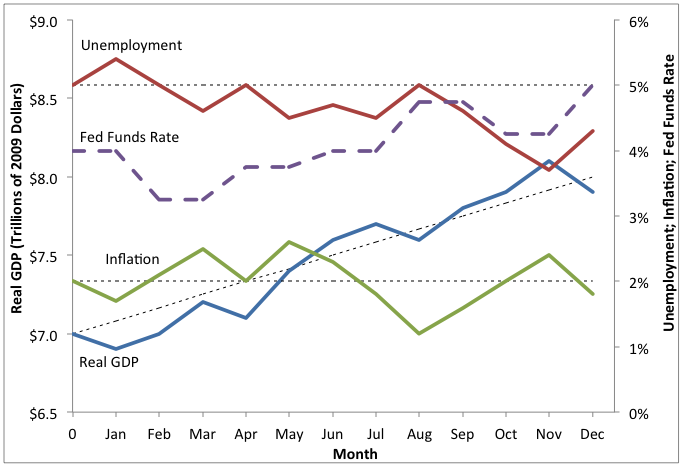 $9.0
$8.5
$8.0
$7.5
$7.0
$6.5
Real GDP (Trillions of 2009 Dollars)
Unemployment
Fed Funds Rate
Inflation
Real GDP
6%
5%
4%
3%
2%
1%
0%
Unemployment; Inflation; Fed Funds Rate
0 Jan Feb Mar Apr May Jun Jul Aug Sep Oct Nov Dec
Month